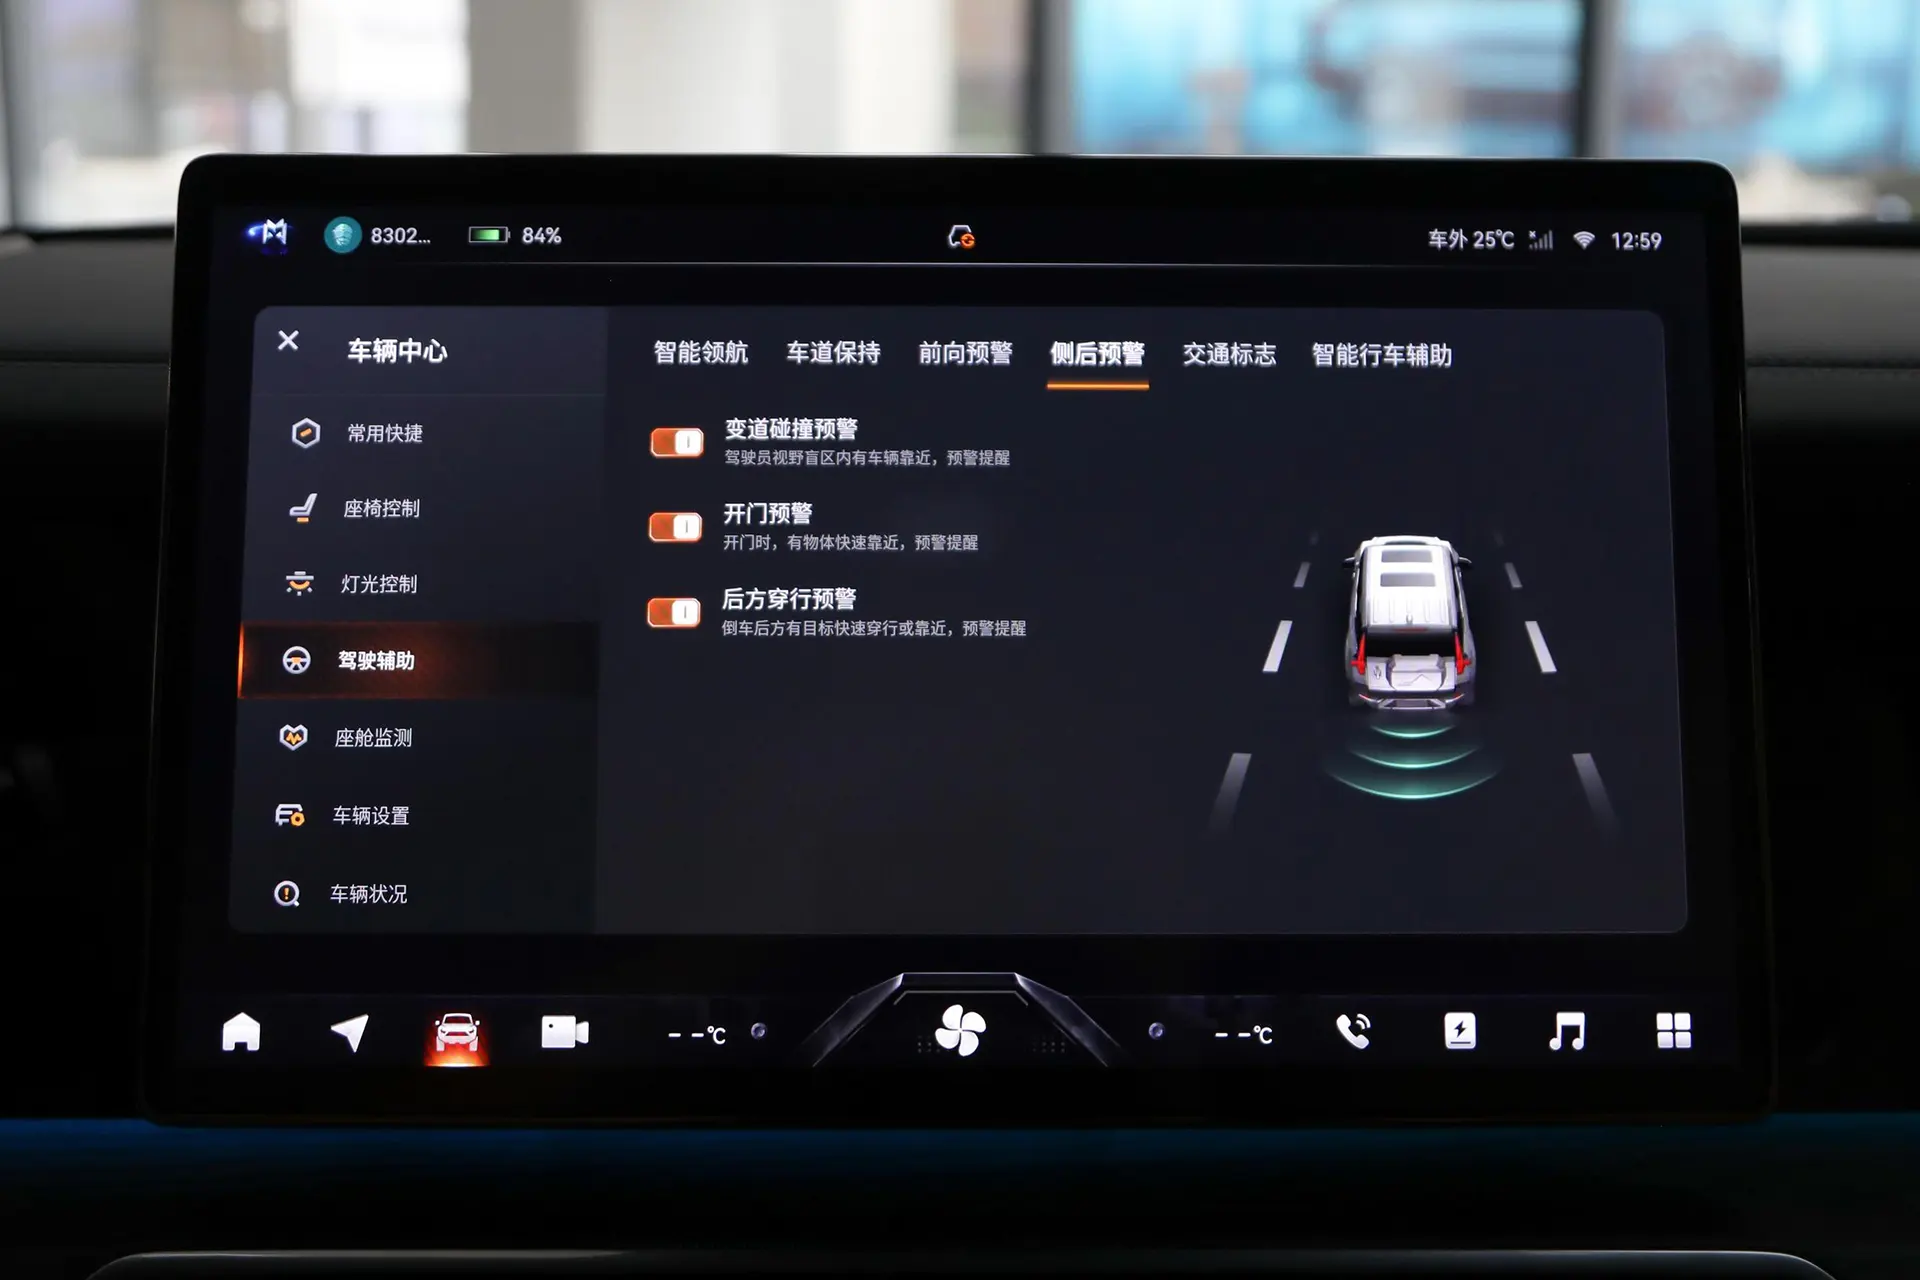 8302... 84% 车外 25℃ 12:59
车辆中心
常用快捷
座椅控制
灯光控制
驾驶辅助
座舱监测
车辆设置
车辆状况
智能领航 车道保持 前向预警 侧后预警 交通标志 智能行车辅助
变道碰撞预警
驾驶员视野盲区内有车辆靠近，预警提醒
开门预警
开门时，有物体快速靠近，预警提醒
后方穿行预警
倒车后方有目标快速穿行或靠近，预警提醒
--℃ --℃